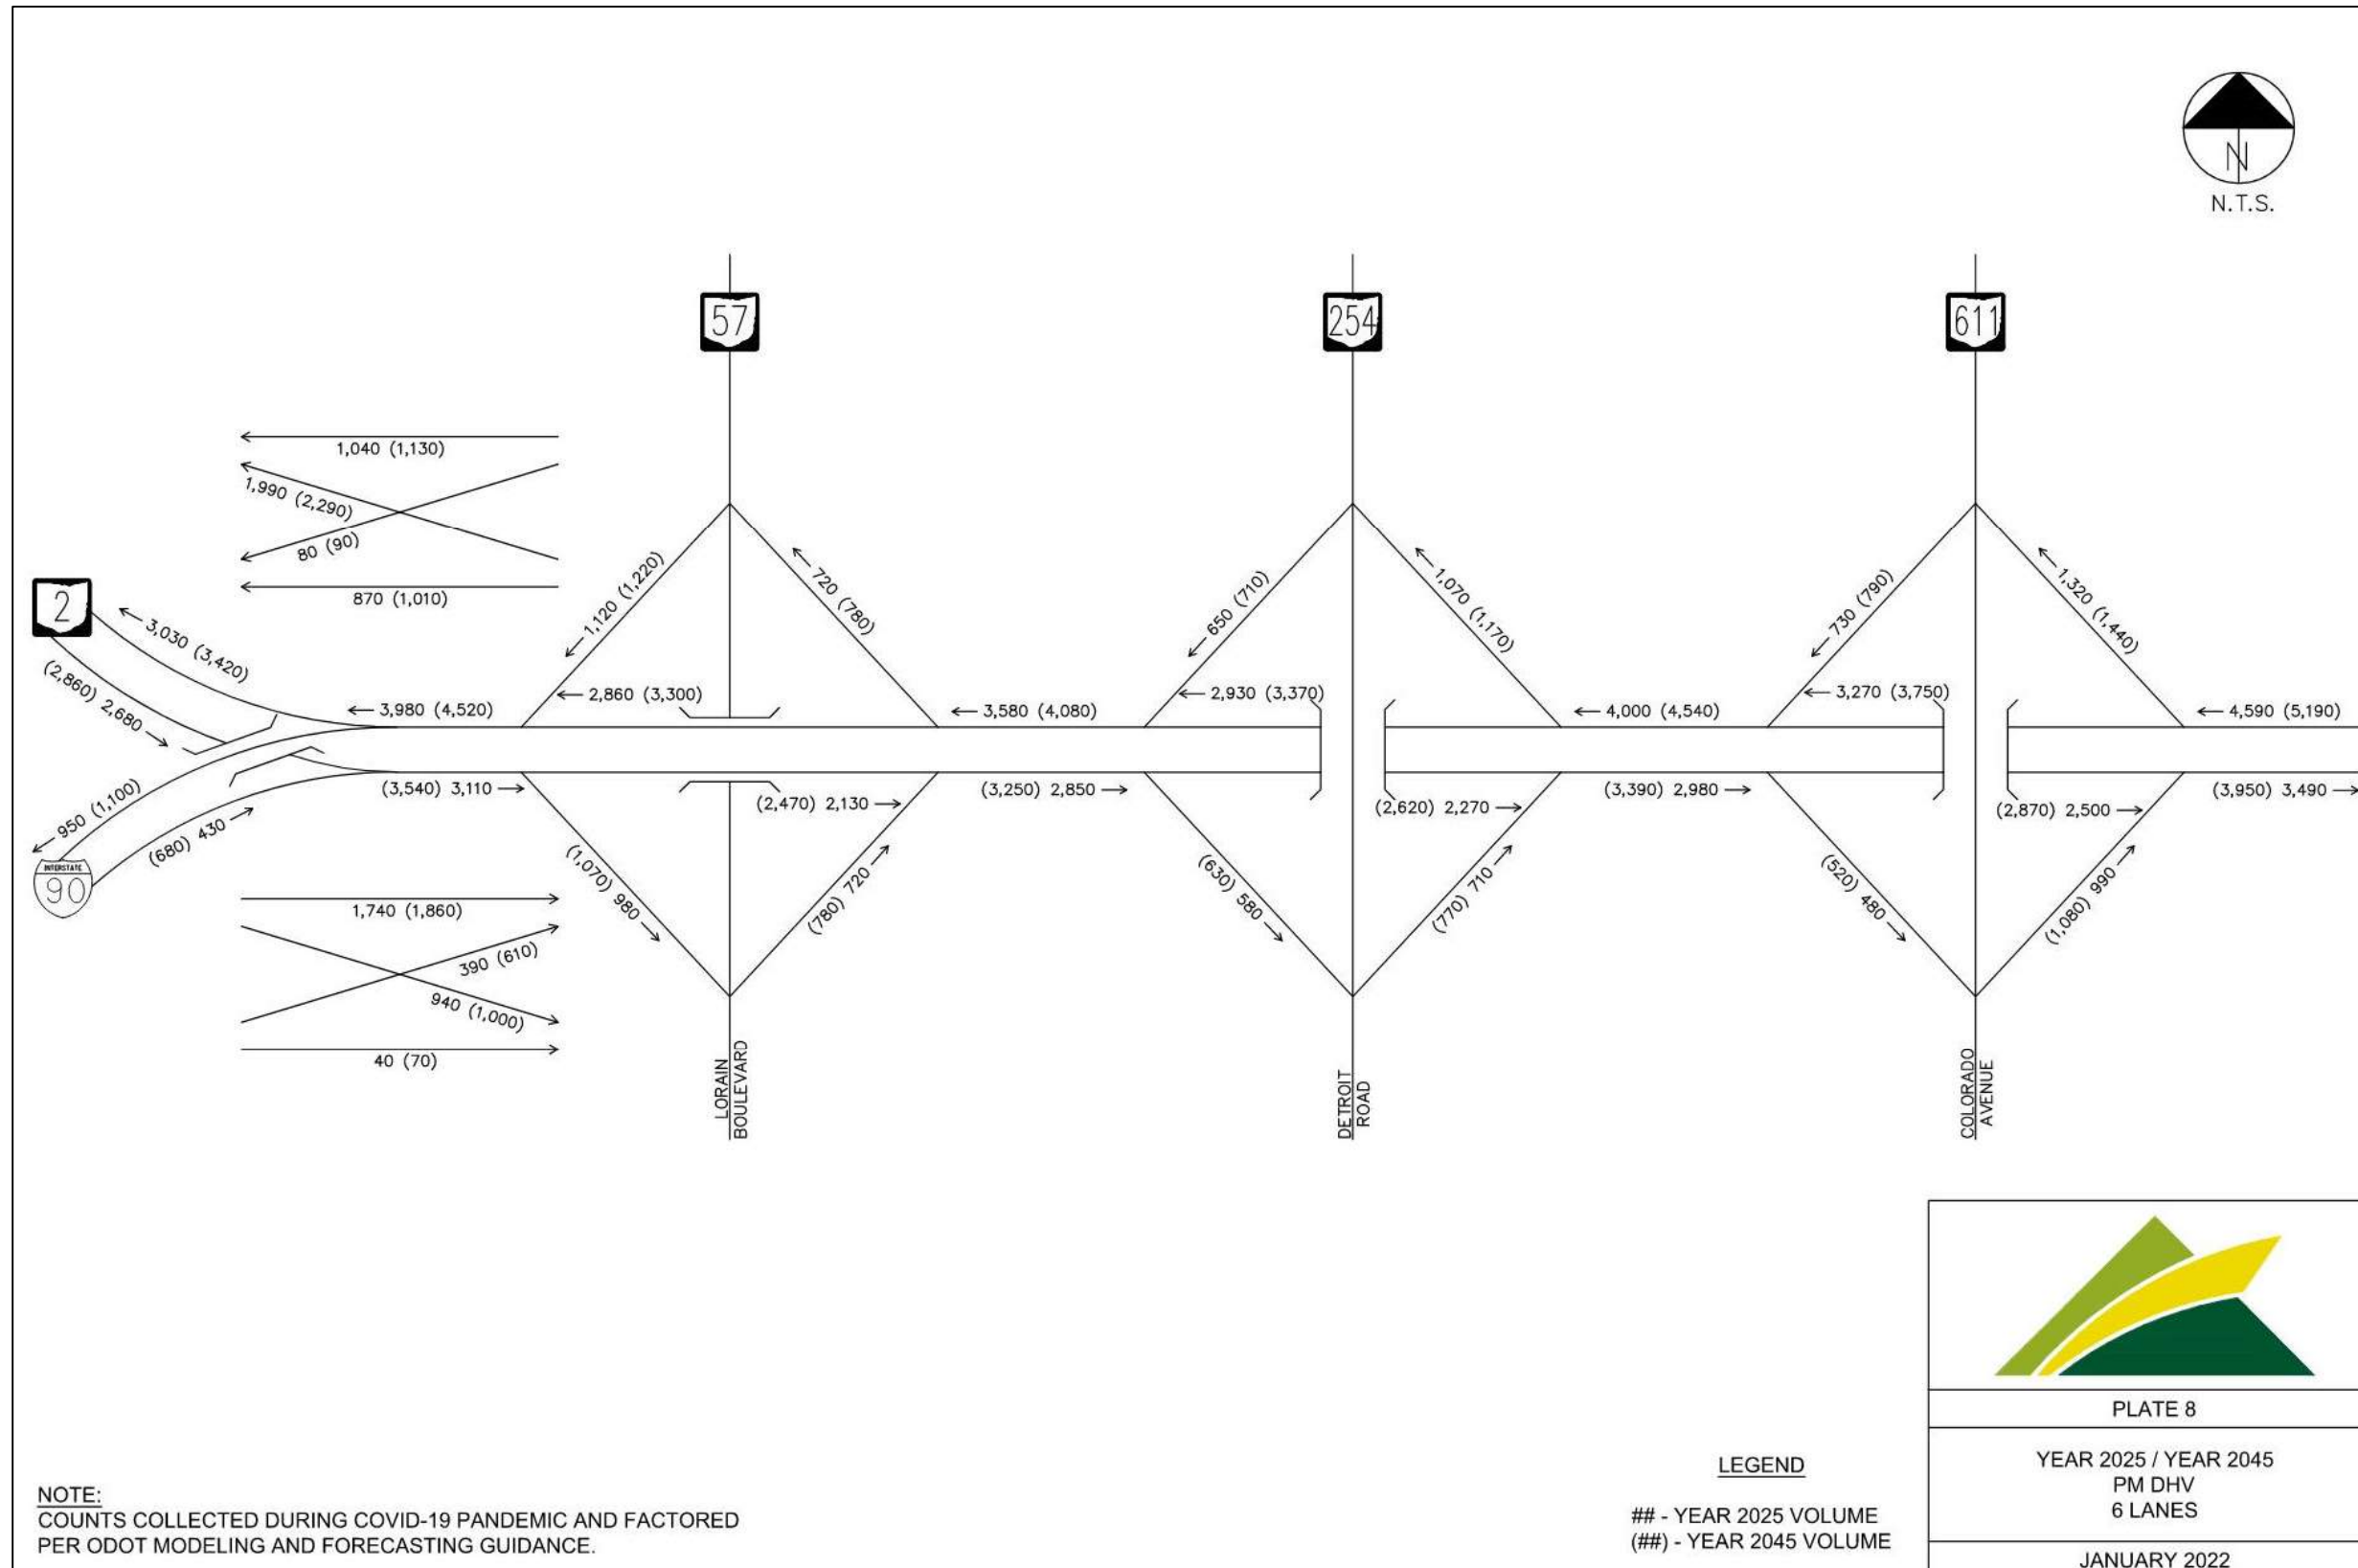 N
N.T.S.
57
254
611
1,040 (1,130)
1,990 (2,290)
80 (90)
870 (1,010)
2
3,030 (3,420)
(2,860) 2,680
1,120 (1,220)
720 (780)
650 (710)
1,070 (1,170)
730 (790)
1,320 (1,440)
3,980 (4,520)
2,860 (3,300)
3,580 (4,080)
2,930 (3,370)
4,000 (4,540)
3,270 (3,750)
4,590 (5,190)
950 (1,100)
(680) 430
INTERSTATE
90
(3,540) 3,110
(2,470) 2,130
(3,250) 2,850
(2,620) 2,270
(3,390) 2,980
(2,870) 2,500
(3,950) 3,490
(1,070) 980
(780) 720
(630) 580
(770) 710
(520) 480
(1,080) 990
1,740 (1,860)
390 (610)
940 (1,000)
40 (70)
LORAIN
BOULEVARD
DETROIT
ROAD
COLORADO
AVENUE
NOTE:
COUNTS COLLECTED DURING COVID-19 PANDEMIC AND FACTORED
PER ODOT MODELING AND FORECASTING GUIDANCE.
LEGEND
## - YEAR 2025 VOLUME
(##) - YEAR 2045 VOLUME
PLATE 8
YEAR 2025 / YEAR 2045
PM DHV
6 LANES
JANUARY 2022